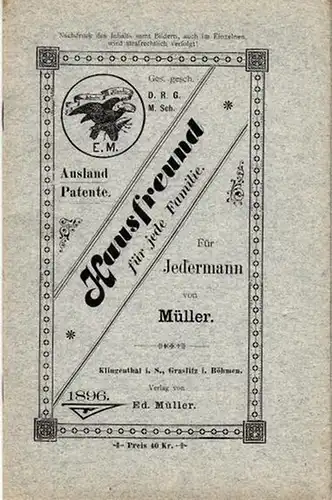 Nachdruck des Inhalts samt Bildern, auch im Einzelnen,
wird strafrechtlich verfolgt!
Ges. gesch.
D. R. G.
M. Sch.
E. M.
Ausland
Patente.
Hausfreund
für jede Familie.
Für
Jedermann
von
Müller.
Klingenthal i. S., Graslitz i. Böhmen.
1896.
Verlag von
Ed. Müller.
Preis 40 Kr.